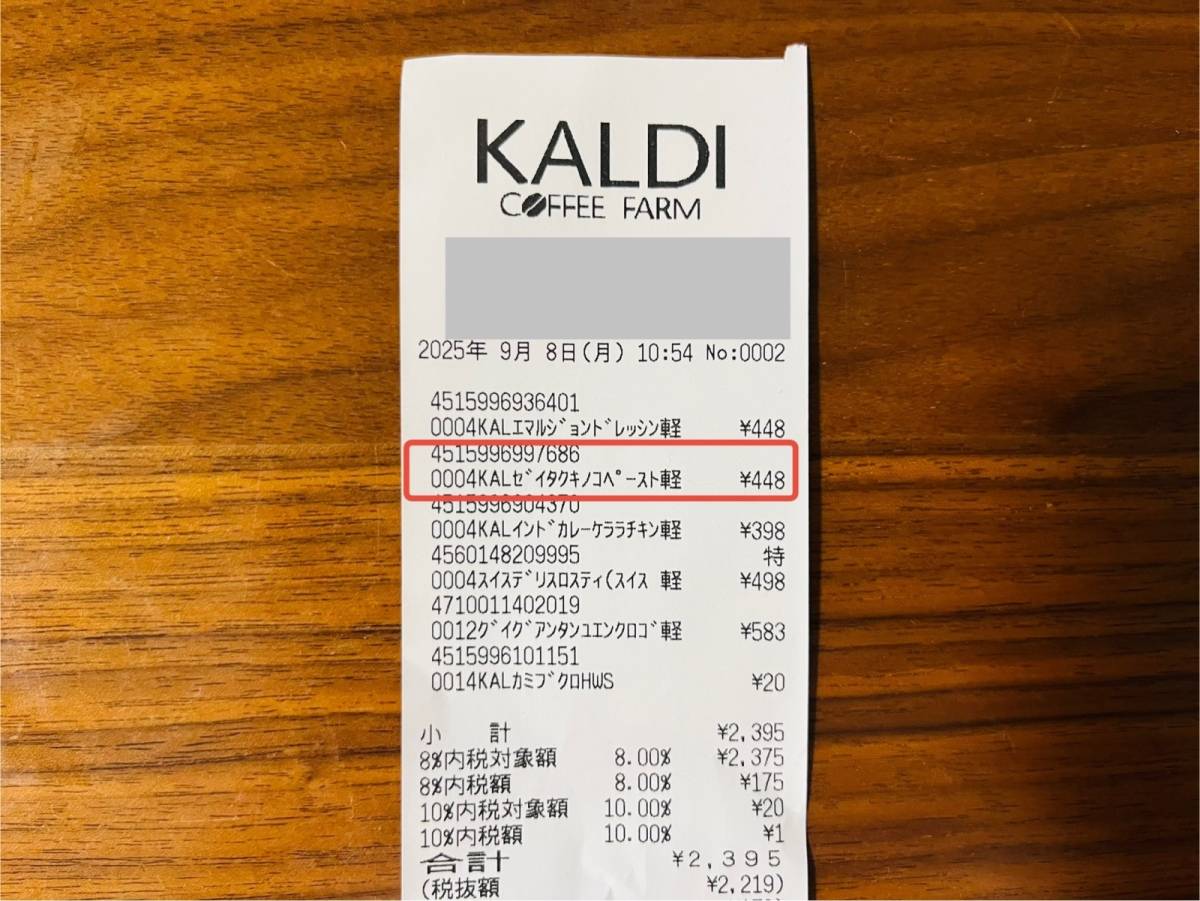 KALDI
COFFEE FARM
2025年 9月 8日(月) 10:54 No:0002
4515996936401
0004KALｴﾏﾙｼﾞｮﾝﾄﾞﾚｯｼﾝ軽 ¥448
4515996997686
0004KALｾﾞｲﾀｸｷﾉｺﾍﾟｰｽﾄ軽 ¥448
4515996904370
0004KALｲﾝﾄﾞｶﾚｰｹﾗﾗﾁｷﾝ軽 ¥398
4560148209995 特
0004ｽｲｽﾃﾞﾘｽﾛｽﾃｨ(ｽｲｽ 軽 ¥498
4710011402019
0012ｸﾞｲｸﾞｱﾝﾀﾝﾕｴﾝｸﾛｺﾞ軽 ¥583
4515996101151
0014KALｶﾐﾌﾞｸﾛHWS ¥20
小 計 ¥2,395
8%内税対象額 8.00% ¥2,375
8%内税額 8.00% ¥175
10%内税対象額 10.00% ¥20
10%内税額 10.00% ¥1
合計 ¥2,395
(税抜額 ¥2,219)